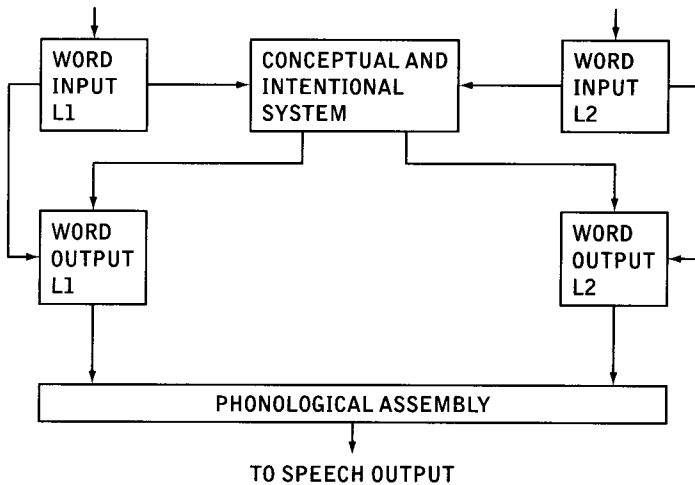 WORD
INPUT
L1
CONCEPTUAL AND
INTENTIONAL
SYSTEM
WORD
INPUT
L2
WORD
OUTPUT
L1
WORD
OUTPUT
L2
PHONOLOGICAL ASSEMBLY
TO SPEECH OUTPUT